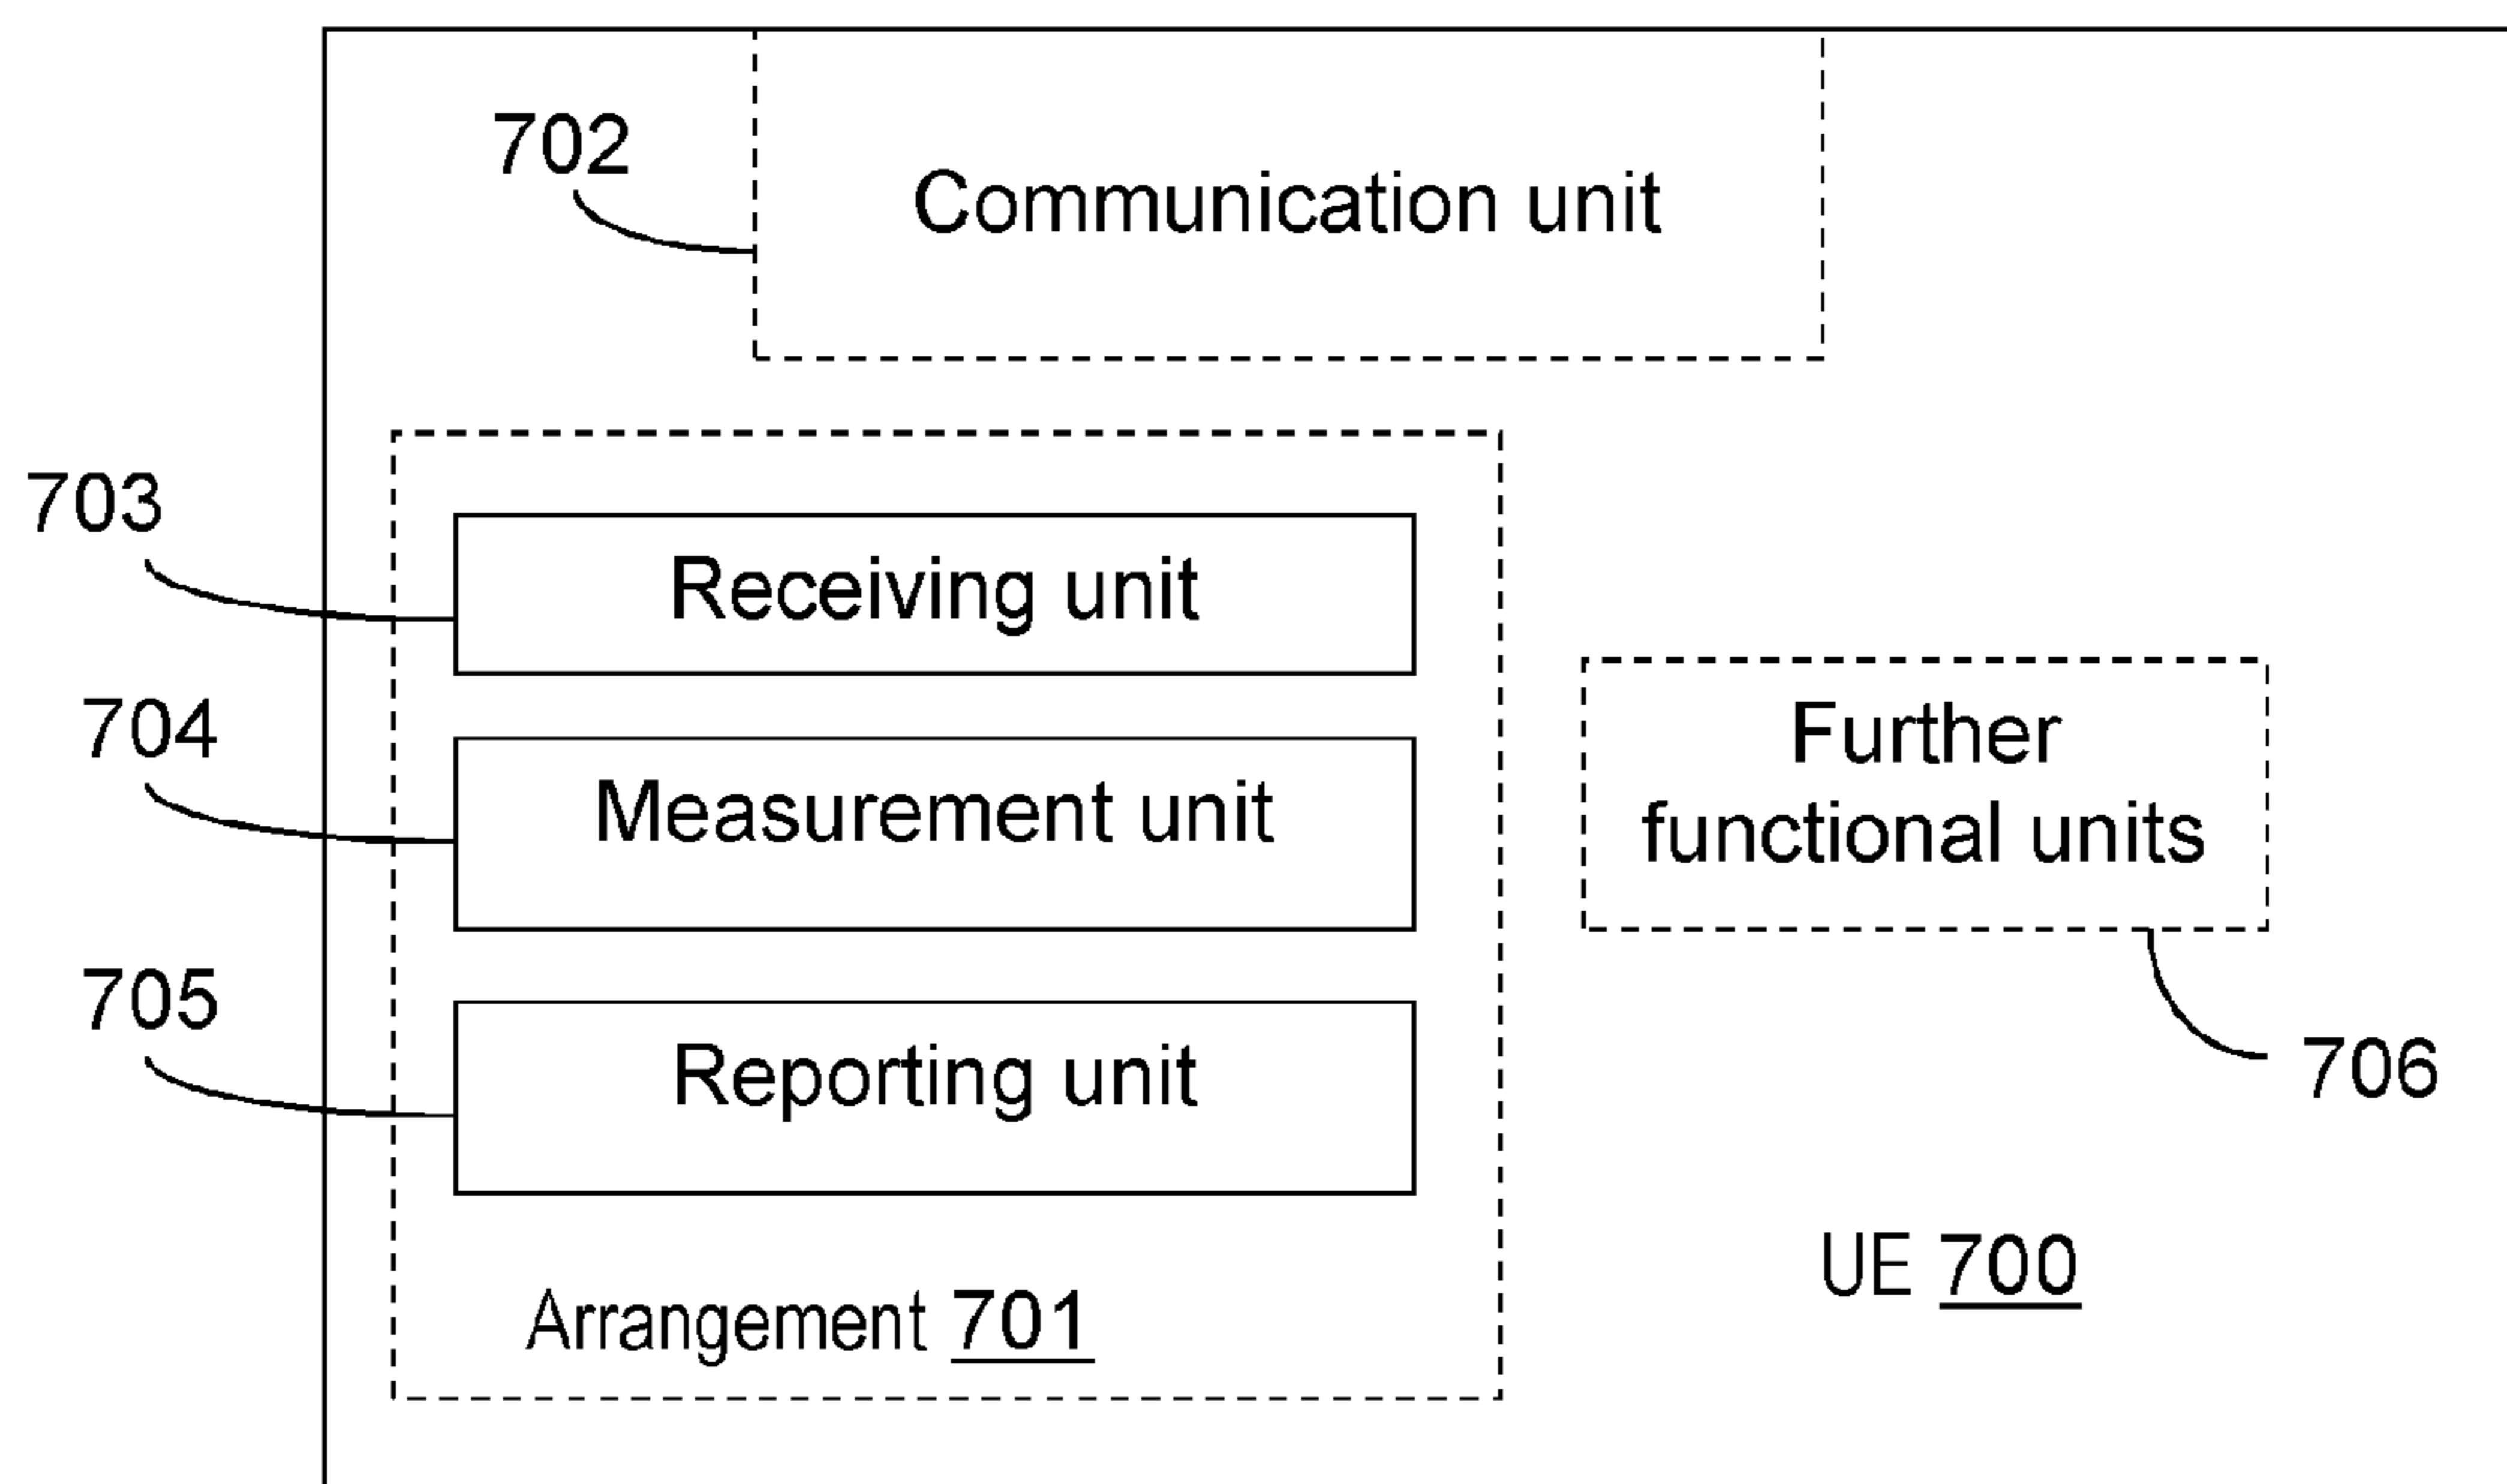 702
Communication unit
703
Receiving unit
704
Measurement unit
Further
functional units
705
Reporting unit
706
UE 700
Arrangement 701